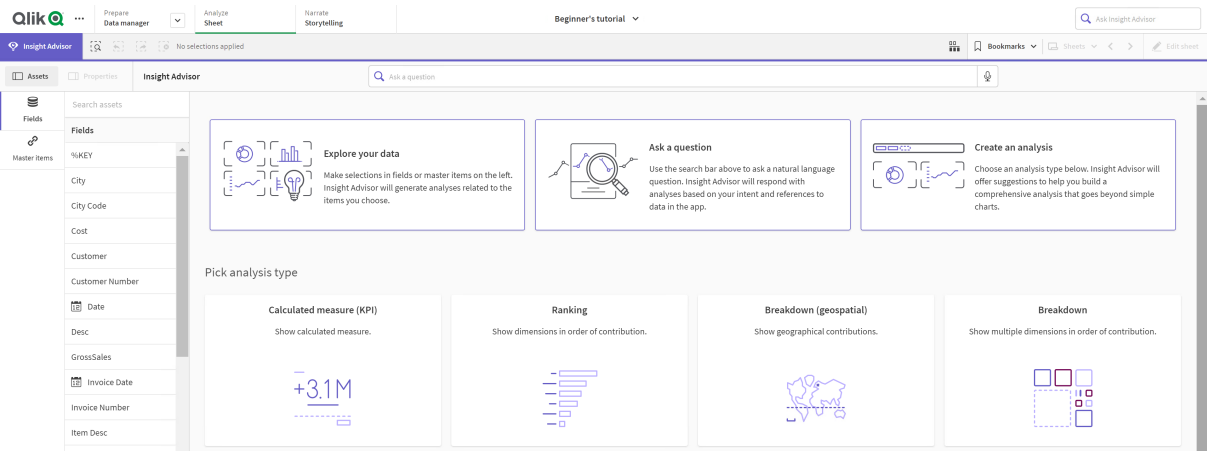 Qlik
Prepare
Data manager
Analyze
Sheet
Narrate
Storytelling
Beginner's tutorial
Ask Insight Advisor
Insight Advisor
No selections applied
Bookmarks
Sheets
Edit sheet
Assets
Properties
Insight Advisor
Ask a question
Fields
Master items
Search assets
Fields
%KEY
City
City Code
Cost
Customer
Customer Number
Date
Desc
GrossSales
Invoice Date
Invoice Number
Item Desc
Explore your data
Make selections in fields or master items on the left.
Insight Advisor will generate analyses related to the
items you choose.
Ask a question
Use the search bar above to ask a natural language
question. Insight Advisor will respond with
analyses based on your intent and references to
data in the app.
Create an analysis
Choose an analysis type below. Insight Advisor will
offer suggestions to help you build a
comprehensive analysis that goes beyond simple
charts.
Pick analysis type
Calculated measure (KPI)
Show calculated measure.
+3.1M
Ranking
Show dimensions in order of contribution.
Breakdown (geospatial)
Show geographical contributions.
Breakdown
Show multiple dimensions in order of contribution.